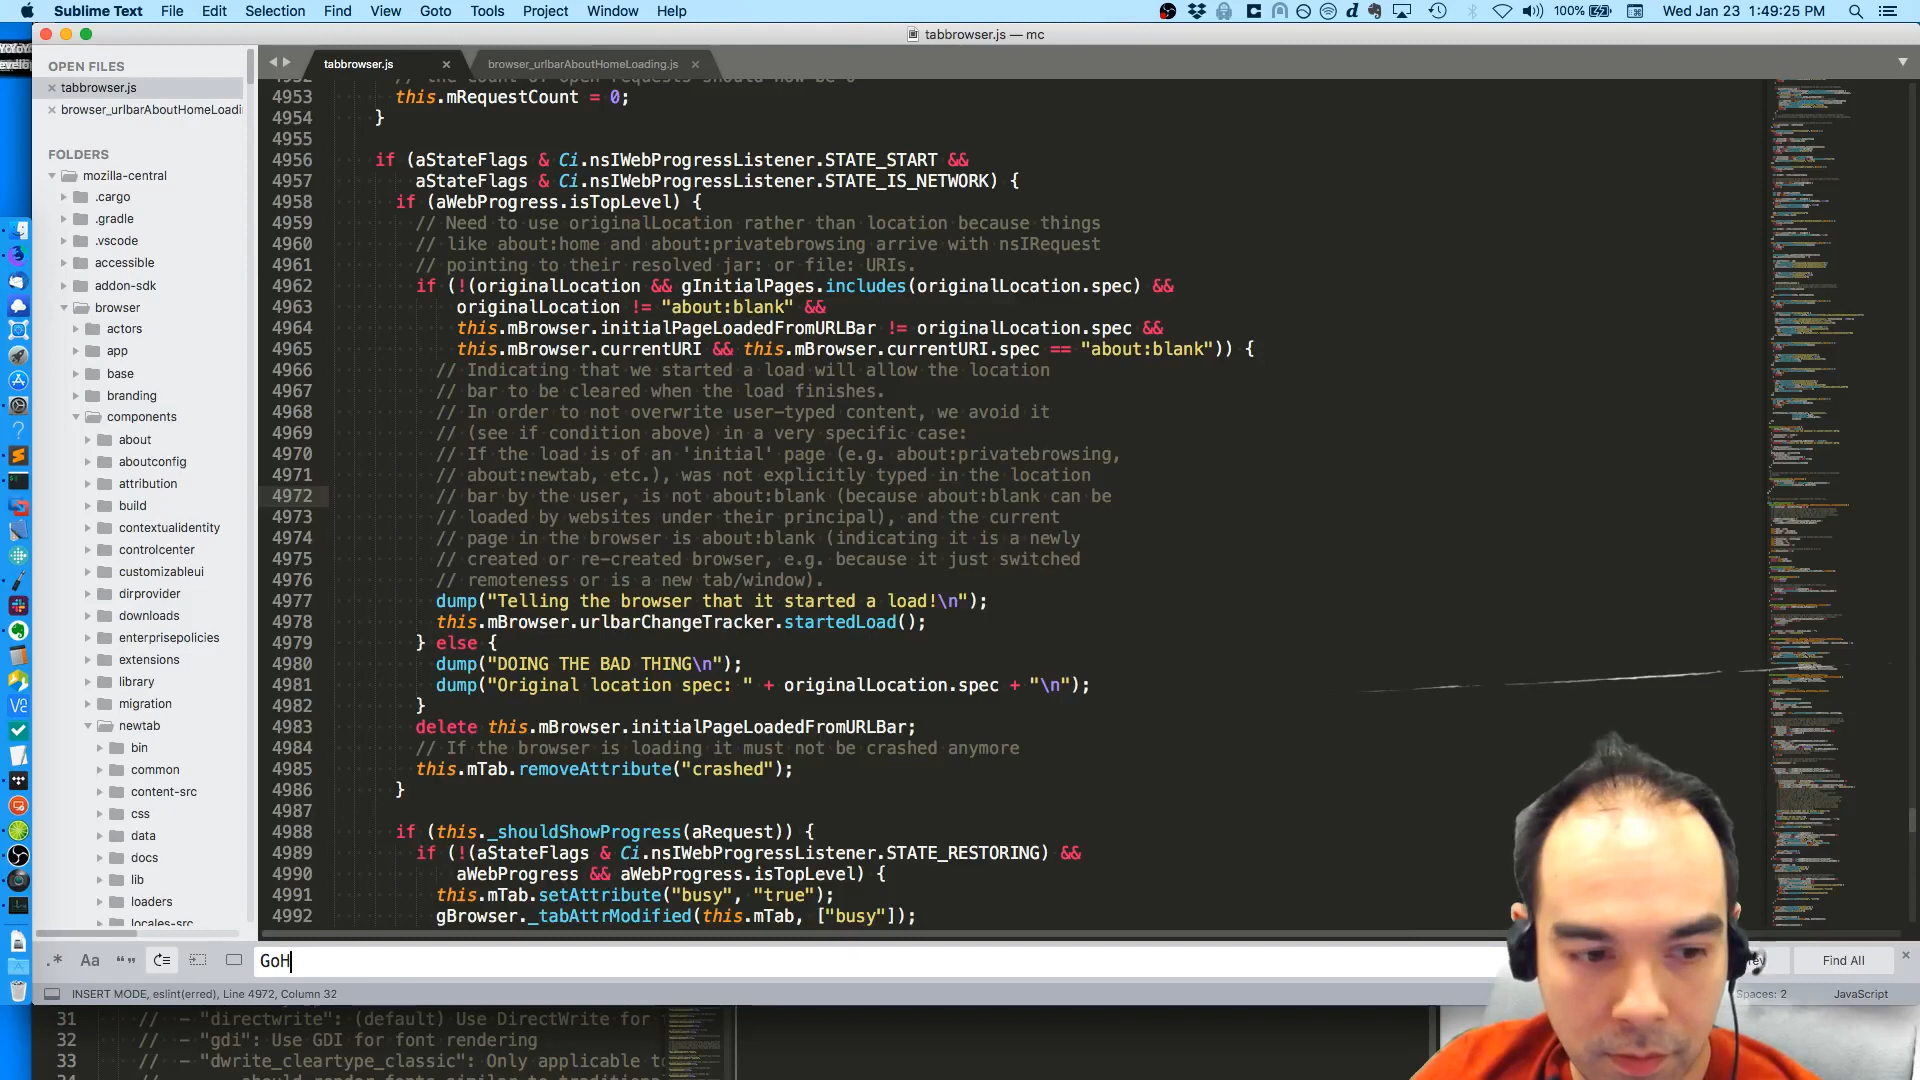 Sublime Text File Edit Selection Find View Goto Tools Project Window Help 100% Wed Jan 23 1:49:25 PM
tabbrowser.js — mc
OPEN FILES
tabbrowser.js
browser_urlbarAboutHomeLoadi
FOLDERS
mozilla-central
.cargo
.gradle
.vscode
accessible
addon-sdk
browser
actors
app
base
branding
components
about
aboutconfig
attribution
build
contextualidentity
controlcenter
customizableui
dirprovider
downloads
enterprisepolicies
extensions
library
migration
newtab
bin
common
content-src
css
data
docs
lib
loaders
locales-src
tabbrowser.js
browser_urlbarAboutHomeLoading.js
4952 // the count of open requests should now be 0
4953 this.mRequestCount = 0;
4954 }
4955
4956 if (aStateFlags & Ci.nsIWebProgressListener.STATE_START &&
4957 aStateFlags & Ci.nsIWebProgressListener.STATE_IS_NETWORK) {
4958 if (aWebProgress.isTopLevel) {
4959 // Need to use originalLocation rather than location because things
4960 // like about:home and about:privatebrowsing arrive with nsIRequest
4961 // pointing to their resolved jar: or file: URIs.
4962 if (!(originalLocation && gInitialPages.includes(originalLocation.spec) &&
4963 originalLocation != "about:blank" &&
4964 this.mBrowser.initialPageLoadedFromURLBar != originalLocation.spec &&
4965 this.mBrowser.currentURI && this.mBrowser.currentURI.spec == "about:blank")) {
4966 // Indicating that we started a load will allow the location
4967 // bar to be cleared when the load finishes.
4968 // In order to not overwrite user-typed content, we avoid it
4969 // (see if condition above) in a very specific case:
4970 // If the load is of an 'initial' page (e.g. about:privatebrowsing,
4971 // about:newtab, etc.), was not explicitly typed in the location
4972 // bar by the user, is not about:blank (because about:blank can be
4973 // loaded by websites under their principal), and the current
4974 // page in the browser is about:blank (indicating it is a newly
4975 // created or re-created browser, e.g. because it just switched
4976 // remoteness or is a new tab/window).
4977 dump("Telling the browser that it started a load!\n");
4978 this.mBrowser.urlbarChangeTracker.startedLoad();
4979 } else {
4980 dump("DOING THE BAD THING\n");
4981 dump("Original location spec: " + originalLocation.spec + "\n");
4982 }
4983 delete this.mBrowser.initialPageLoadedFromURLBar;
4984 // If the browser is loading it must not be crashed anymore
4985 this.mTab.removeAttribute("crashed");
4986 }
4987
4988 if (this._shouldShowProgress(aRequest)) {
4989 if (!(aStateFlags & Ci.nsIWebProgressListener.STATE_RESTORING) &&
4990 aWebProgress && aWebProgress.isTopLevel) {
4991 this.mTab.setAttribute("busy", "true");
4992 gBrowser._tabAttrModified(this.mTab, ["busy"]);
.* Aa “” GoH Find All
INSERT MODE, eslint(erred), Line 4972, Column 32 Spaces: 2 JavaScript
31 // - "directwrite": (default) Use DirectWrite for
32 // - "gdi": Use GDI for font rendering
33 // - "dwrite_cleartype_classic": Only applicable to